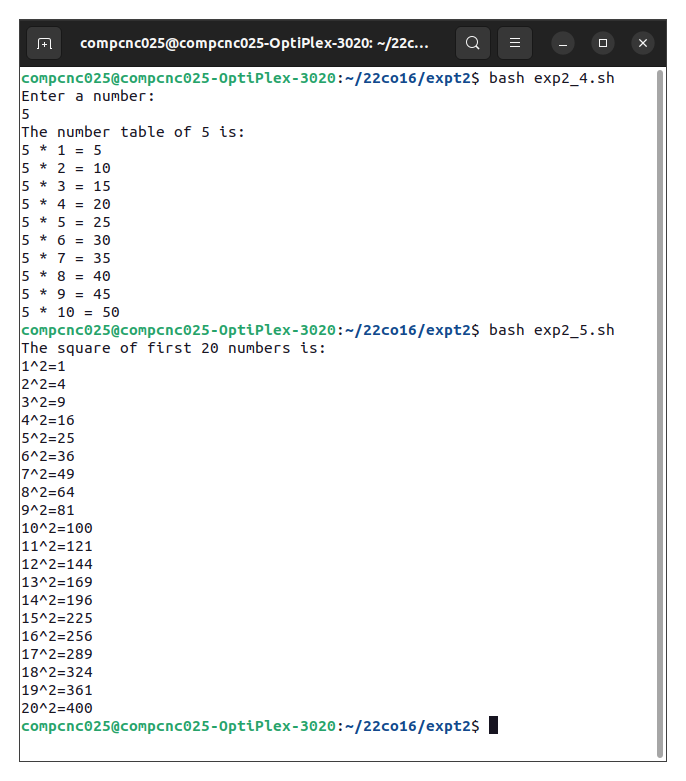 compcnc025@compcnc025-OptiPlex-3020: ~/22c...
compcnc025@compcnc025-OptiPlex-3020:~/22co16/expt2$ bash exp2_4.sh
Enter a number:
5
The number table of 5 is:
5 * 1 = 5
5 * 2 = 10
5 * 3 = 15
5 * 4 = 20
5 * 5 = 25
5 * 6 = 30
5 * 7 = 35
5 * 8 = 40
5 * 9 = 45
5 * 10 = 50
compcnc025@compcnc025-OptiPlex-3020:~/22co16/expt2$ bash exp2_5.sh
The square of first 20 numbers is:
1^2=1
2^2=4
3^2=9
4^2=16
5^2=25
6^2=36
7^2=49
8^2=64
9^2=81
10^2=100
11^2=121
12^2=144
13^2=169
14^2=196
15^2=225
16^2=256
17^2=289
18^2=324
19^2=361
20^2=400
compcnc025@compcnc025-OptiPlex-3020:~/22co16/expt2$